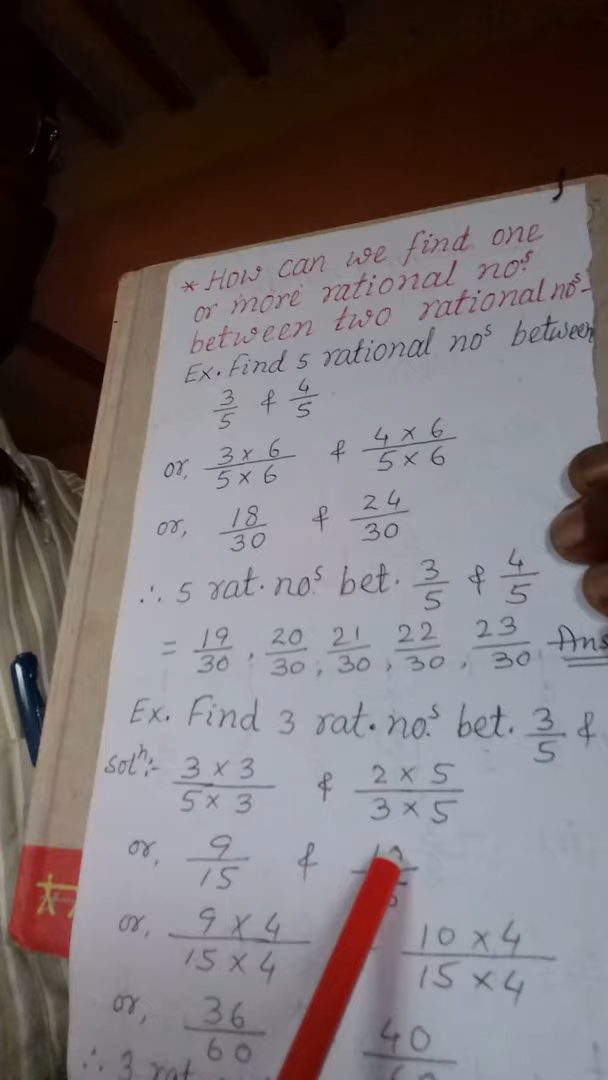 * How can we find one
or more rational noˢ.
between two rational noˢ-
Ex. Find 5 rational noˢ between
3/5 & 4/5
or, 3 × 6/5 × 6 & 4 × 6/5 × 6
or, 18/30 & 24/30
∴ 5 rat. noˢ. bet. 3/5 & 4/5
= 19/30, 20/30, 21/30, 22/30, 23/30 Ans
Ex. Find 3 rat. noˢ. bet. 3/5 &
Solⁿ:- 3 × 3/5 × 3 & 2 × 5/3 × 5
or, 9/15 &
or, 9 × 4/15 × 4 10 × 4/15 × 4
or, 36/60 40/60
∴ 3 rat